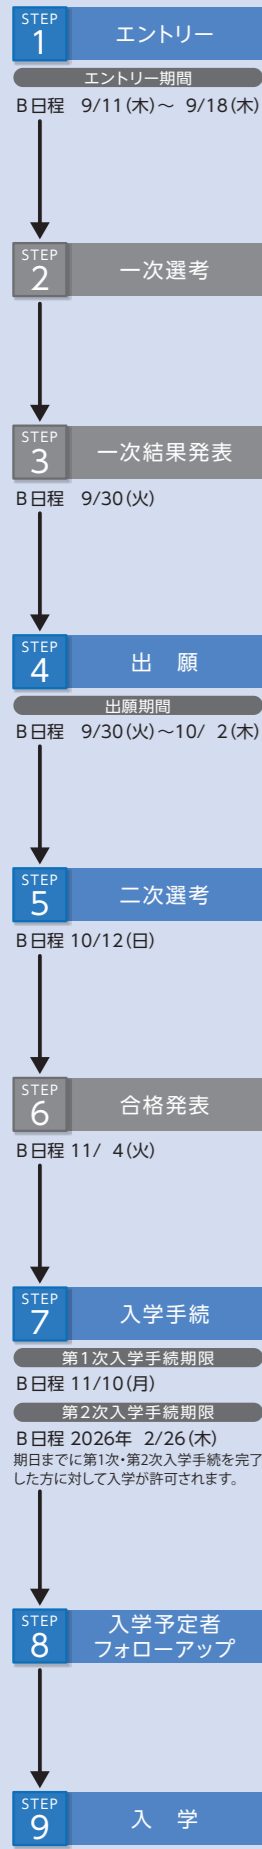 STEP
1
エントリー
エントリー期間
B日程　9/11(木)～ 9/18(木)
STEP
2
一次選考
STEP
3
一次結果発表
B日程　9/30(火)
STEP
4
出　願
出願期間
B日程　9/30(火)～10/ 2(木)
STEP
5
二次選考
B日程 10/12(日)
STEP
6
合格発表
B日程 11/ 4(火)
STEP
7
入学手続
第1次入学手続期限
B日程 11/10(月)
第2次入学手続期限
B日程 2026年 2/26(木)
期日までに第1次・第2次入学手続を完了
した方に対して入学が許可されます。
STEP
8
入学予定者
フォローアップ
STEP
9
入　学